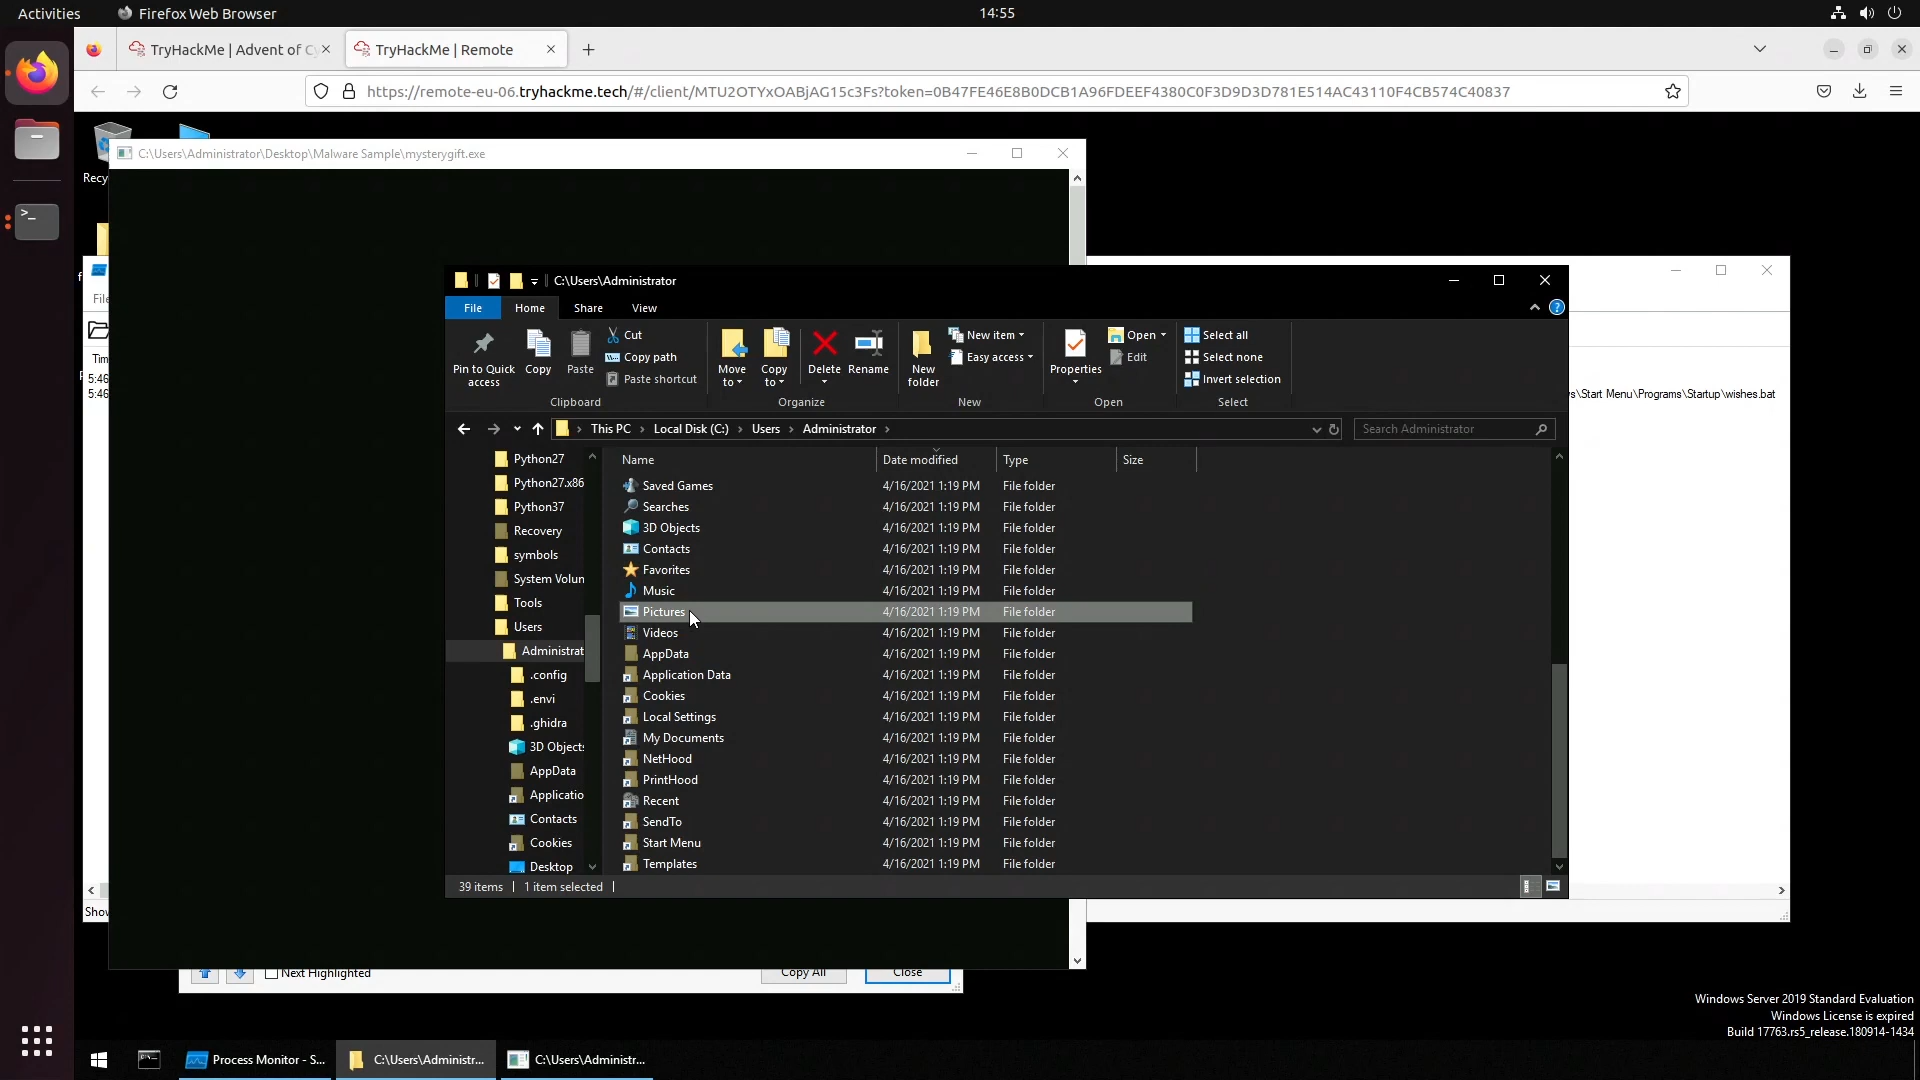 Activities
Firefox Web Browser
14:55
TryHackMe | Advent of Cy
TryHackMe | Remote
https://remote-eu-06.tryhackme.tech/#/client/MTU2OTYxOABjAG15c3Fs?token=0B47FE46E8B0DCB1A96FDEEF4380C0F3D9D3D781E514AC43110F4CB574C40837
Recy
C:\Users\Administrator\Desktop\Malware Sample\mysterygift.exe
File
Tim
5:46
5:46
Show
s\Start Menu\Programs\Startup\wishes.bat
C:\Users\Administrator
File Home Share View
Pin to Quick access
Copy
Paste
Cut
Copy path
Paste shortcut
Clipboard
Move to
Copy to
Delete
Rename
Organize
New folder
New item
Easy access
New
Properties
Open
Edit
Open
Select all
Select none
Invert selection
Select
This PC > Local Disk (C:) > Users > Administrator >
Search Administrator
Python27
Python27.x86
Python37
Recovery
symbols
System Volun
Tools
Users
Administrat
.config
.envi
.ghidra
3D Objects
AppData
Applicatio
Contacts
Cookies
Desktop
Name Date modified Type Size
Saved Games 4/16/2021 1:19 PM File folder
Searches 4/16/2021 1:19 PM File folder
3D Objects 4/16/2021 1:19 PM File folder
Contacts 4/16/2021 1:19 PM File folder
Favorites 4/16/2021 1:19 PM File folder
Music 4/16/2021 1:19 PM File folder
Pictures 4/16/2021 1:19 PM File folder
Videos 4/16/2021 1:19 PM File folder
AppData 4/16/2021 1:19 PM File folder
Application Data 4/16/2021 1:19 PM File folder
Cookies 4/16/2021 1:19 PM File folder
Local Settings 4/16/2021 1:19 PM File folder
My Documents 4/16/2021 1:19 PM File folder
NetHood 4/16/2021 1:19 PM File folder
PrintHood 4/16/2021 1:19 PM File folder
Recent 4/16/2021 1:19 PM File folder
SendTo 4/16/2021 1:19 PM File folder
Start Menu 4/16/2021 1:19 PM File folder
Templates 4/16/2021 1:19 PM File folder
39 items 1 item selected
Next Highlighted
Copy All
Close
Windows Server 2019 Standard Evaluation
Windows License is expired
Build 17763.rs5_release.180914-1434
Process Monitor - S...
C:\Users\Administr...
C:\Users\Administr...